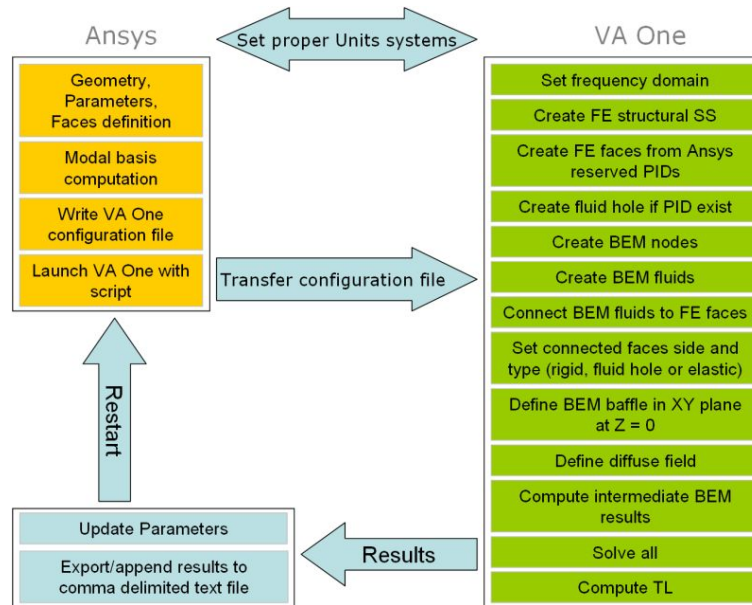 Ansys
Set proper Units systems
VA One
Geometry,
Parameters,
Faces definition
Modal basis
computation
Write VA One
configuration file
Launch VA One with
script
Transfer configuration file
Set frequency domain
Create FE structural SS
Create FE faces from Ansys
reserved PIDs
Create fluid hole if PID exist
Create BEM nodes
Create BEM fluids
Connect BEM fluids to FE faces
Set connected faces side and
type (rigid, fluid hole or elastic)
Define BEM baffle in XY plane
at Z = 0
Define diffuse field
Compute intermediate BEM
results
Solve all
Compute TL
Results
Update Parameters
Export/append results to
comma delimited text file
Restart